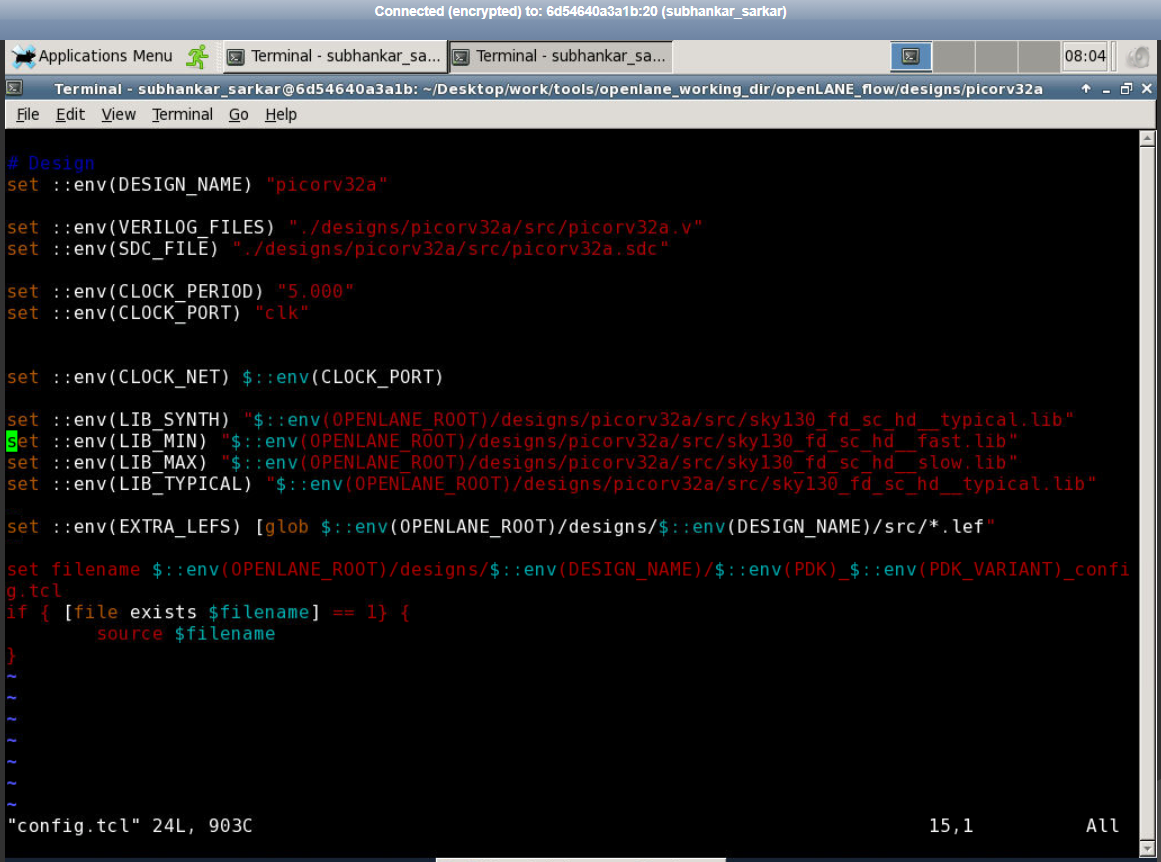 Connected (encrypted) to: 6d54640a3a1b:20 (subhankar_sarkar)
Applications Menu Terminal - subhankar_sa... Terminal - subhankar_sa... 08:04
Terminal - subhankar_sarkar@6d54640a3a1b: ~/Desktop/work/tools/openlane_working_dir/openLANE_flow/designs/picorv32a
File Edit View Terminal Go Help
# Design
set ::env(DESIGN_NAME) "picorv32a"
set ::env(VERILOG_FILES) "./designs/picorv32a/src/picorv32a.v"
set ::env(SDC_FILE) "./designs/picorv32a/src/picorv32a.sdc"
set ::env(CLOCK_PERIOD) "5.000"
set ::env(CLOCK_PORT) "clk"
set ::env(CLOCK_NET) $::env(CLOCK_PORT)
set ::env(LIB_SYNTH) "$::env(OPENLANE_ROOT)/designs/picorv32a/src/sky130_fd_sc_hd__typical.lib"
set ::env(LIB_MIN) "$::env(OPENLANE_ROOT)/designs/picorv32a/src/sky130_fd_sc_hd__fast.lib"
set ::env(LIB_MAX) "$::env(OPENLANE_ROOT)/designs/picorv32a/src/sky130_fd_sc_hd__slow.lib"
set ::env(LIB_TYPICAL) "$::env(OPENLANE_ROOT)/designs/picorv32a/src/sky130_fd_sc_hd__typical.lib"
set ::env(EXTRA_LEFS) [glob $::env(OPENLANE_ROOT)/designs/$::env(DESIGN_NAME)/src/*.lef"
set filename $::env(OPENLANE_ROOT)/designs/$::env(DESIGN_NAME)/$::env(PDK)_$::env(PDK_VARIANT)_confi
g.tcl
if { [file exists $filename] == 1} {
source $filename
}
~
~
~
~
~
~
~
"config.tcl" 24L, 903C 15,1 All